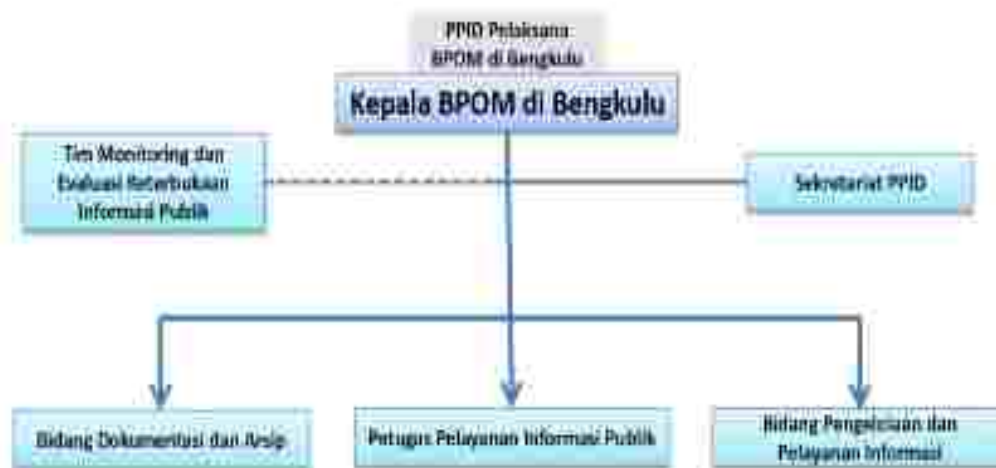 PPID Pelaksana
BPOM di Bengkulu
Kepala BPOM di Bengkulu
Tim Monitoring dan
Evaluasi Keterbukaan
Informasi Publik
Sekretariat PPID
Bidang Dokumentasi dan Arsip
Petugas Pelayanan Informasi Publik
Bidang Pengelolaan dan
Pelayanan Informasi